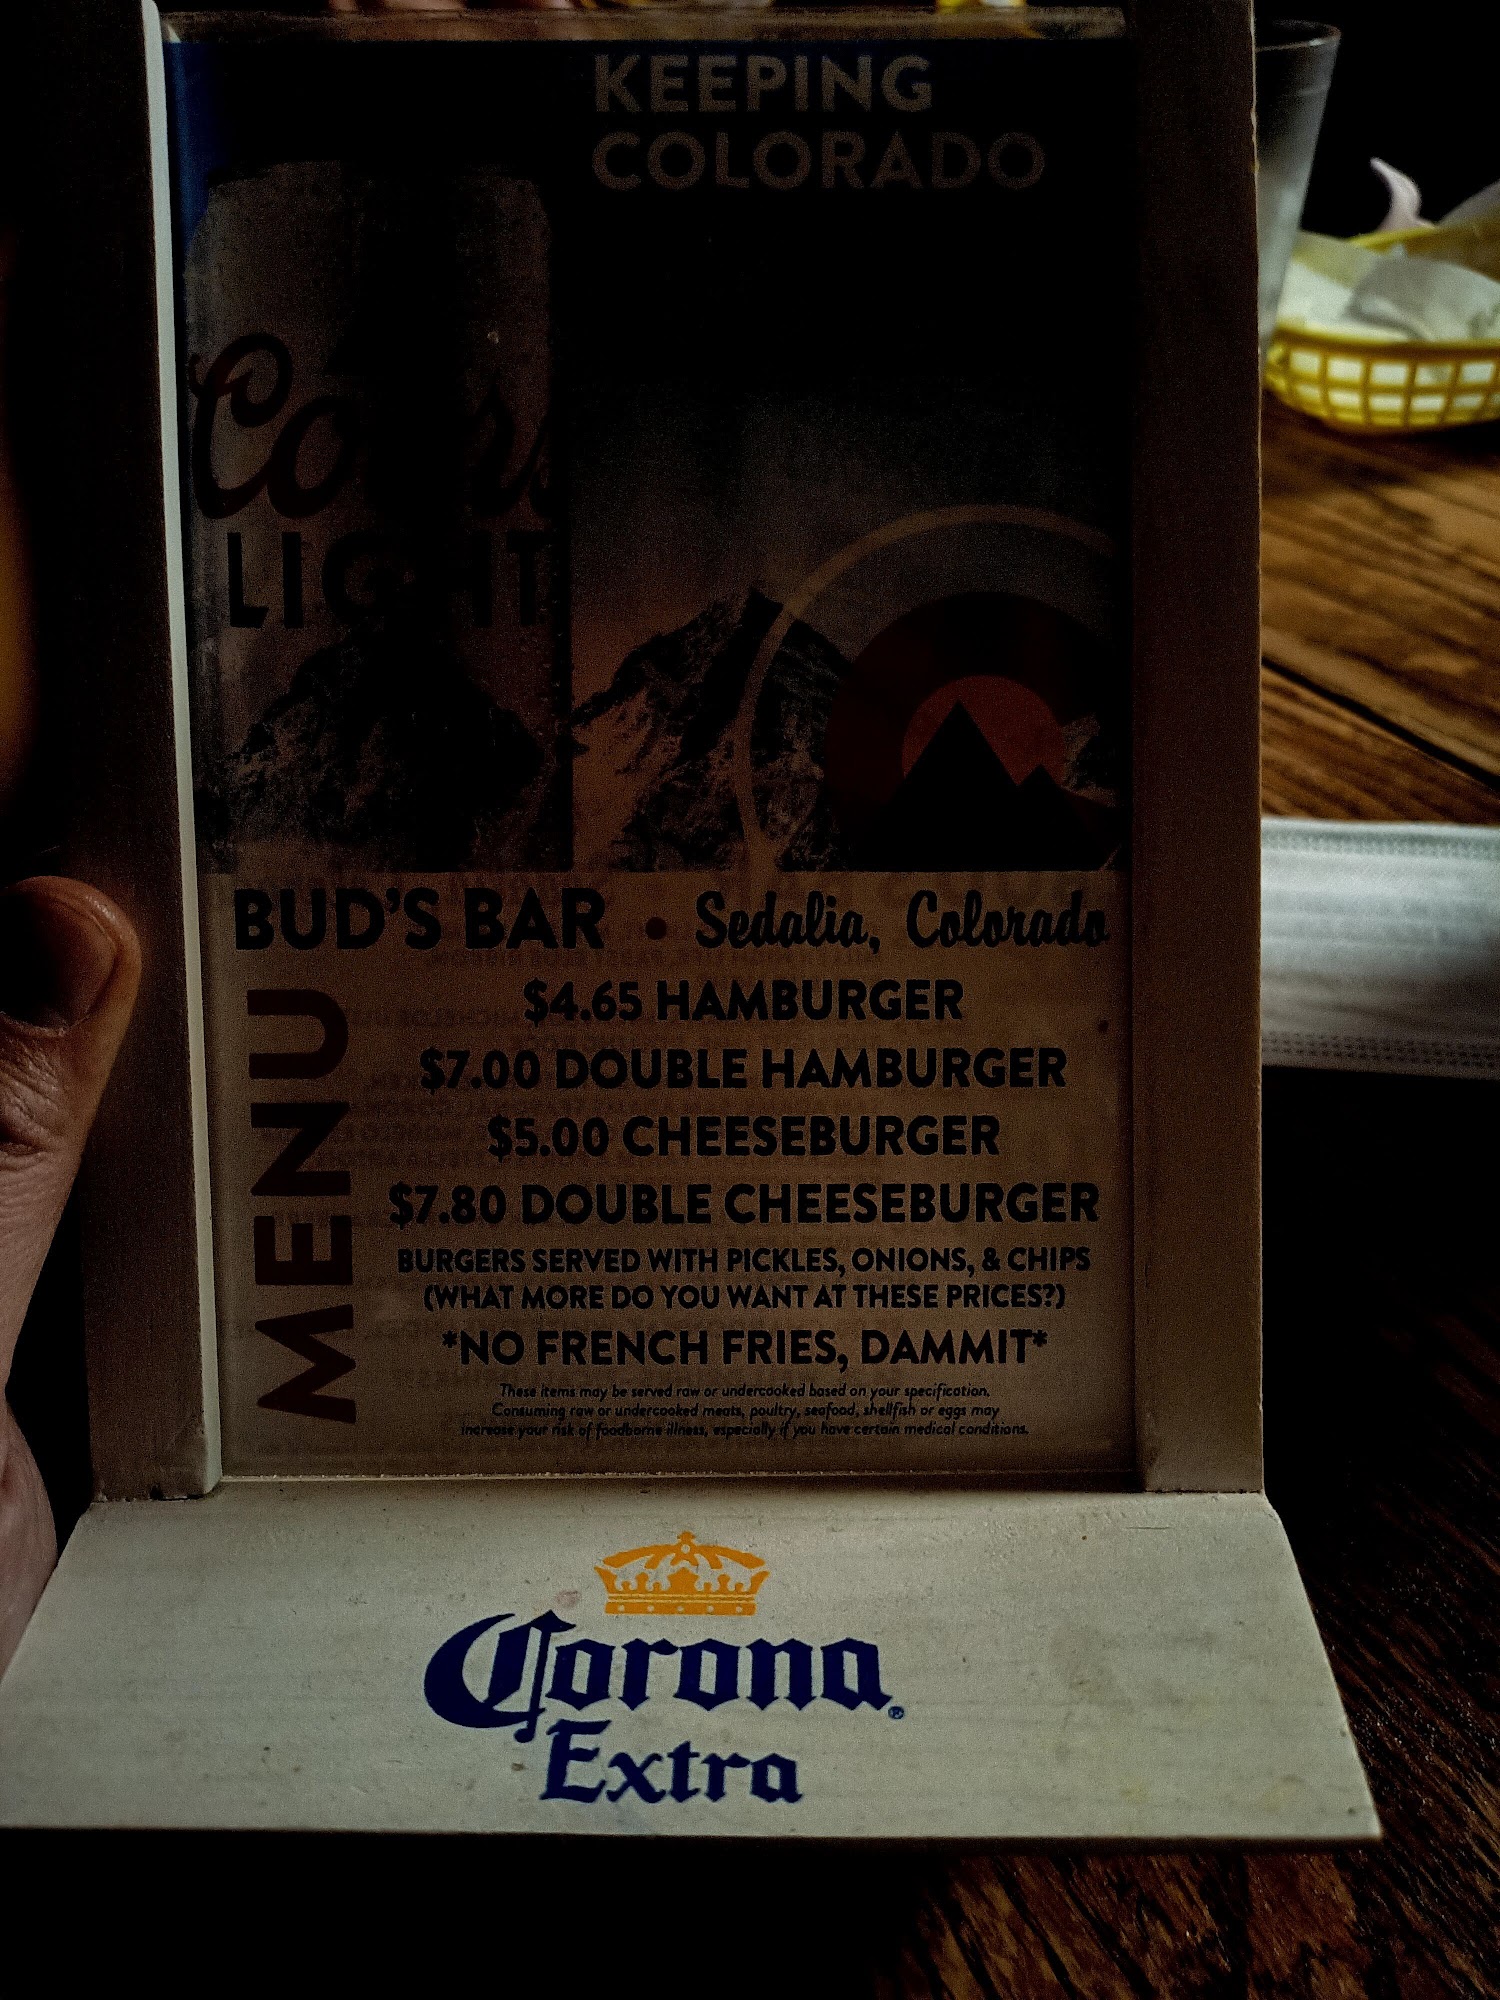 KEEPING
COLORADO
Coors
LIGHT
BUD'S BAR • Sedalia, Colorado
MENU
$4.65 HAMBURGER
$7.00 DOUBLE HAMBURGER
$5.00 CHEESEBURGER
$7.80 DOUBLE CHEESEBURGER
BURGERS SERVED WITH PICKLES, ONIONS, & CHIPS
(WHAT MORE DO YOU WANT AT THESE PRICES?)
*NO FRENCH FRIES, DAMMIT*
These items may be served raw or undercooked based on your specification.
Consuming raw or undercooked meats, poultry, seafood, shellfish or eggs may
increase your risk of foodborne illness, especially if you have certain medical conditions.
Corona®
Extra